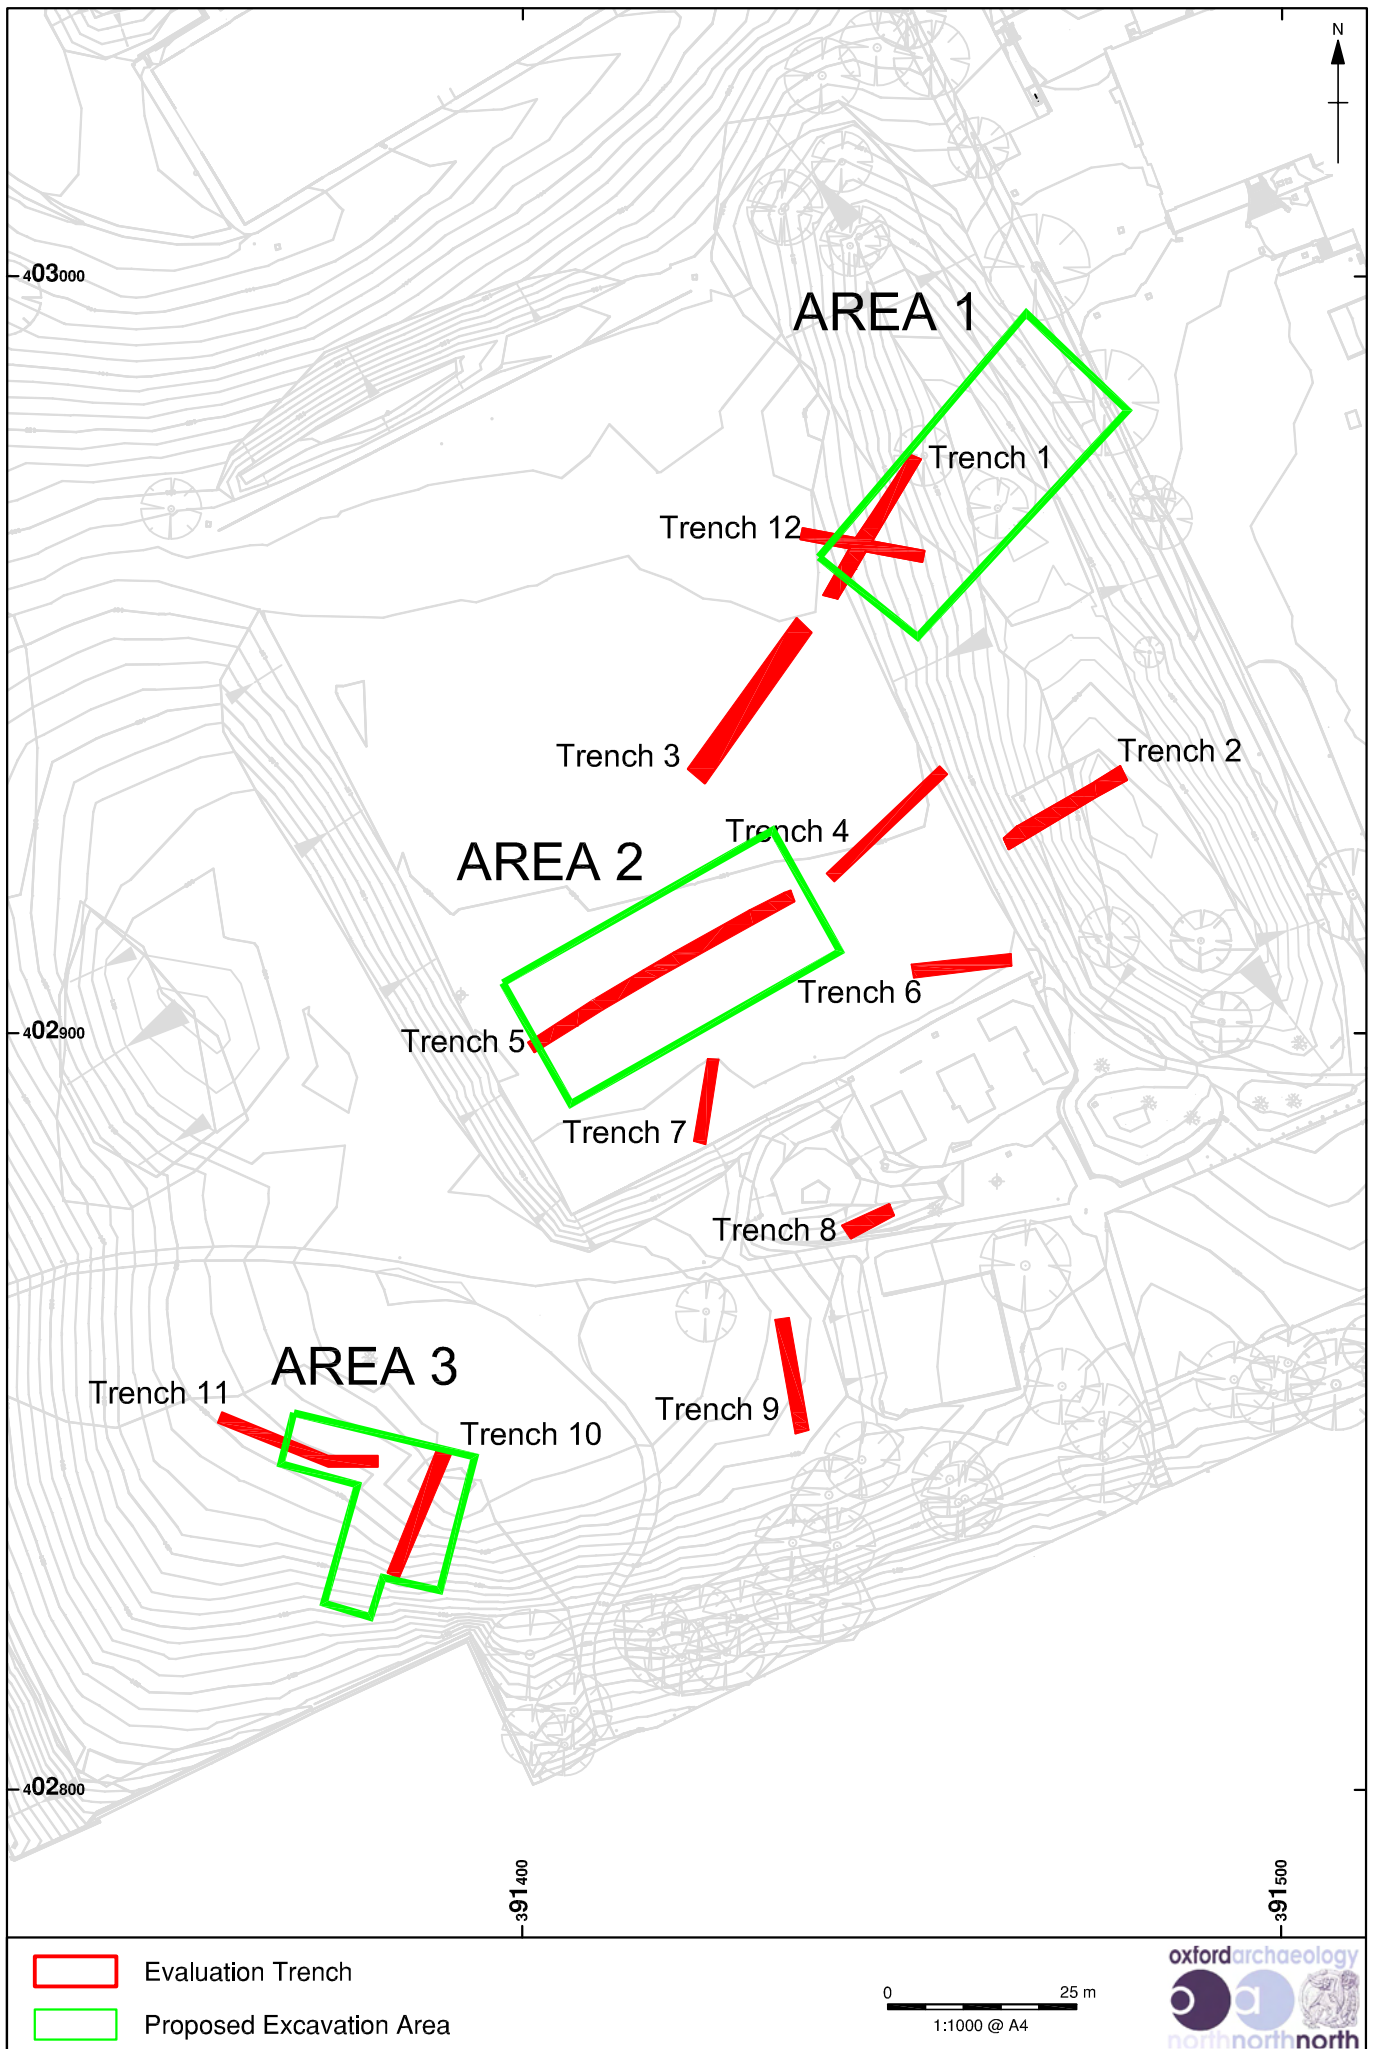 N
403000
AREA 1
Trench 1
Trench 12
Trench 3
Trench 2
Trench 4
AREA 2
Trench 6
402900
Trench 5
Trench 7
Trench 8
AREA 3
Trench 11
Trench 9
Trench 10
402800
391400
391500
Evaluation Trench
Proposed Excavation Area
0 25 m
1:1000 @ A4
oxfordarchaeology
oa
northnorthnorth